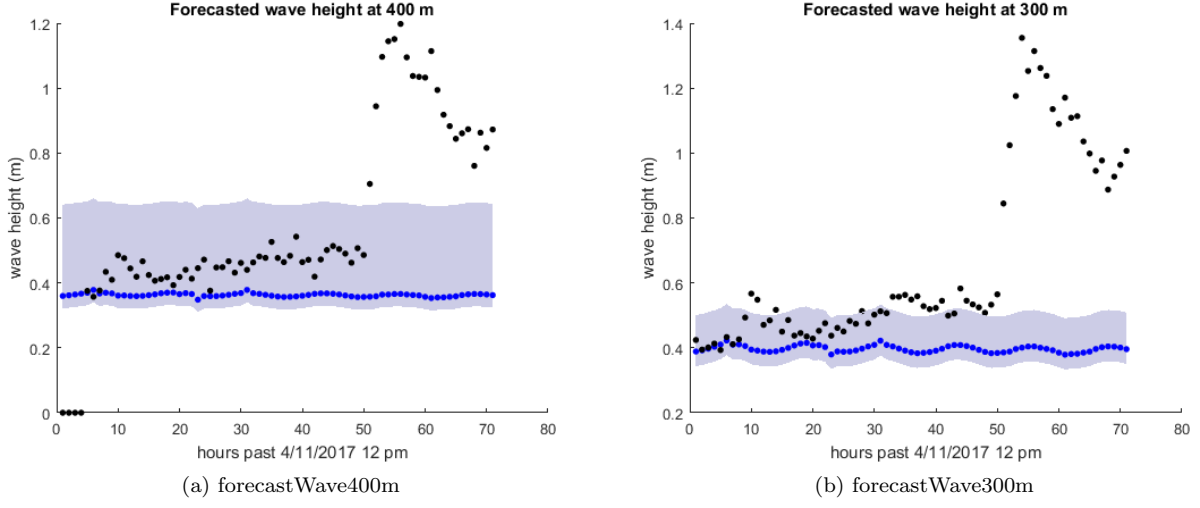 Forecasted wave height at 400 m
1.2
1
0.8
0.6
0.4
0.2
0
wave height (m)
0 10 20 30 40 50 60 70 80
hours past 4/11/2017 12 pm
(a) forecastWave400m
Forecasted wave height at 300 m
1.4
1.2
1
0.8
0.6
0.4
0.2
wave height (m)
0 10 20 30 40 50 60 70 80
hours past 4/11/2017 12 pm
(b) forecastWave300m